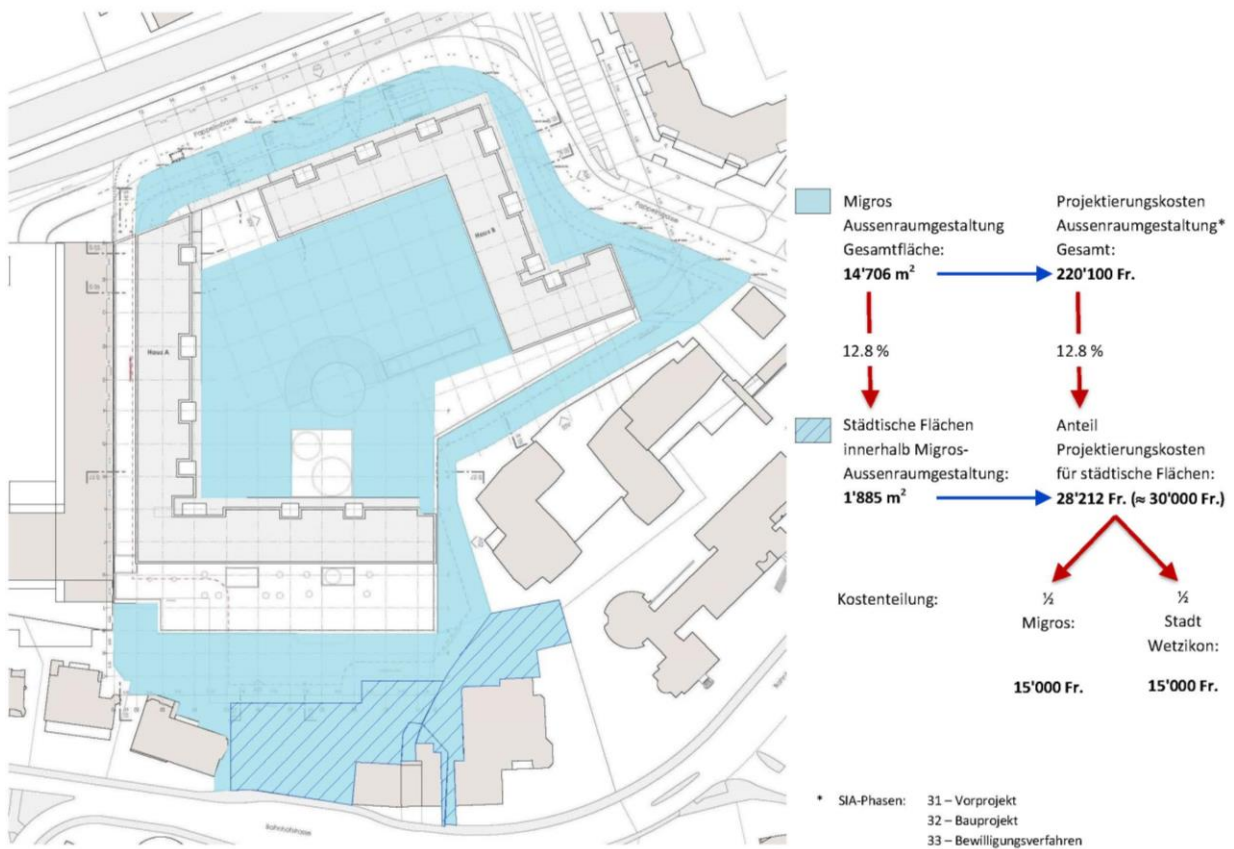 Pappelnstrasse
Haus B
Haus A
Bahnhofstrasse
Migros
Aussenraumgestaltung
Gesamtfläche:
14'706 m²
Projektierungskosten
Aussenraumgestaltung*
Gesamt:
220'100 Fr.
12.8 %
12.8 %
Städtische Flächen
innerhalb Migros-
Aussenraumgestaltung:
1'885 m²
Anteil
Projektierungskosten
für städtische Flächen:
28'212 Fr. (≈ 30'000 Fr.)
Kostenteilung:
½
Migros:
15'000 Fr.
½
Stadt
Wetzikon:
15'000 Fr.
* SIA-Phasen: 31 – Vorprojekt
32 – Bauprojekt
33 – Bewilligungsverfahren